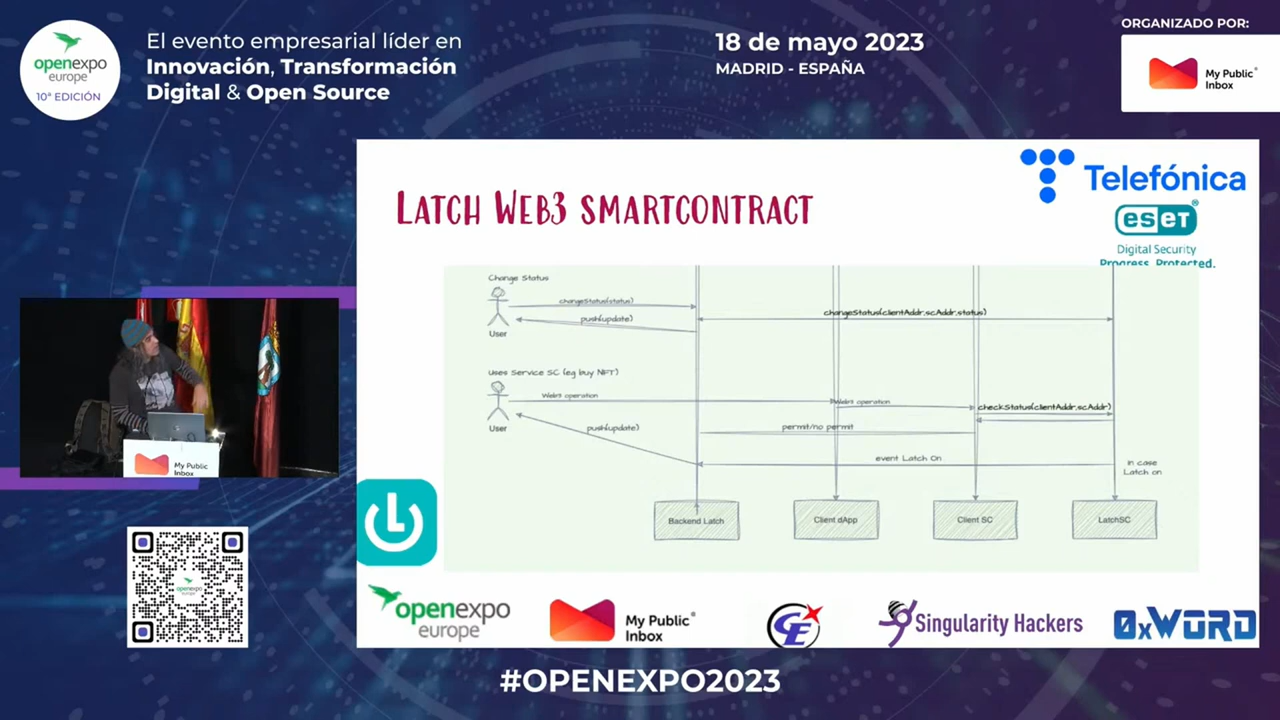 openexpo
europe
10ª EDICIÓN
El evento empresarial líder en
Innovación, Transformación
Digital & Open Source
18 de mayo 2023
MADRID - ESPAÑA
ORGANIZADO POR:
My Public
Inbox
LATCH WEB3 SMARTCONTRACT
Telefónica
eseT®
Digital Security
Progress. Protected.
Change Status
changeStatus(status)
push(update)
User
changeStatus(clientAddr,scAddr,status)
Uses Service SC (eg buy NFT)
Web3 operation
Web3 operation
checkStatus(clientAddr,scAddr)
User
push(update)
permit/no permit
event Latch On
In case
Latch on
Backend Latch
Client dApp
Client SC
LatchSC
My Public
Inbox
openexpo
europe
openexpo
europe
My Public®
Inbox
GE
Singularity Hackers
0xWORD
#OPENEXPO2023